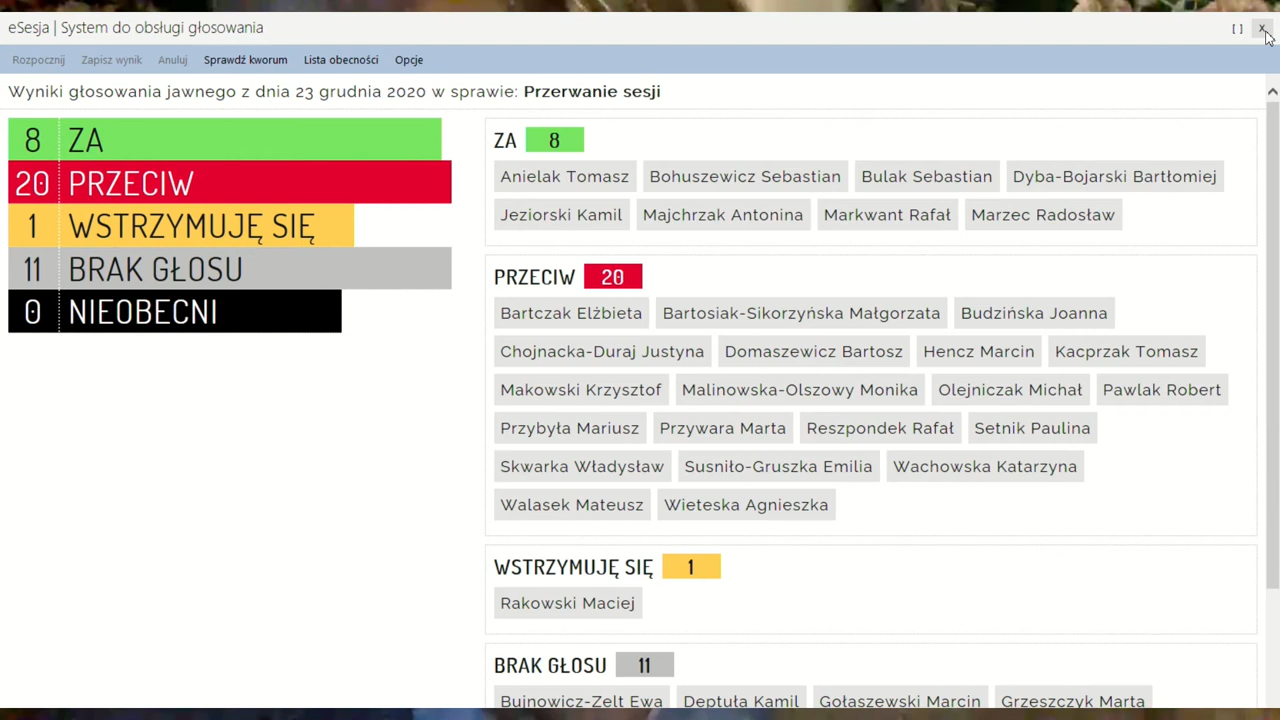 eSesja | System do obsługi głosowania
[ ] X
Rozpocznij Zapisz wynik Anuluj Sprawdź kworum Lista obecności Opcje
Wyniki głosowania jawnego z dnia 23 grudnia 2020 w sprawie: Przerwanie sesji
8 ZA
20 PRZECIW
1 WSTRZYMUJĘ SIĘ
11 BRAK GŁOSU
0 NIEOBECNI
ZA 8
Anielak Tomasz Bohuszewicz Sebastian Bulak Sebastian Dyba-Bojarski Bartłomiej
Jeziorski Kamil Majchrzak Antonina Markwant Rafał Marzec Radosław
PRZECIW 20
Bartczak Elżbieta Bartosiak-Sikorzyńska Małgorzata Budzińska Joanna
Chojnacka-Duraj Justyna Domaszewicz Bartosz Hencz Marcin Kacprzak Tomasz
Makowski Krzysztof Malinowska-Olszowy Monika Olejniczak Michał Pawlak Robert
Przybyła Mariusz Przywara Marta Reszpondek Rafał Setnik Paulina
Skwarka Władysław Susniło-Gruszka Emilia Wachowska Katarzyna
Walasek Mateusz Wieteska Agnieszka
WSTRZYMUJĘ SIĘ 1
Rakowski Maciej
BRAK GŁOSU 11
Bujnowicz-Zelt Ewa Deptuła Kamil Gołaszewski Marcin Grzeszczyk Marta